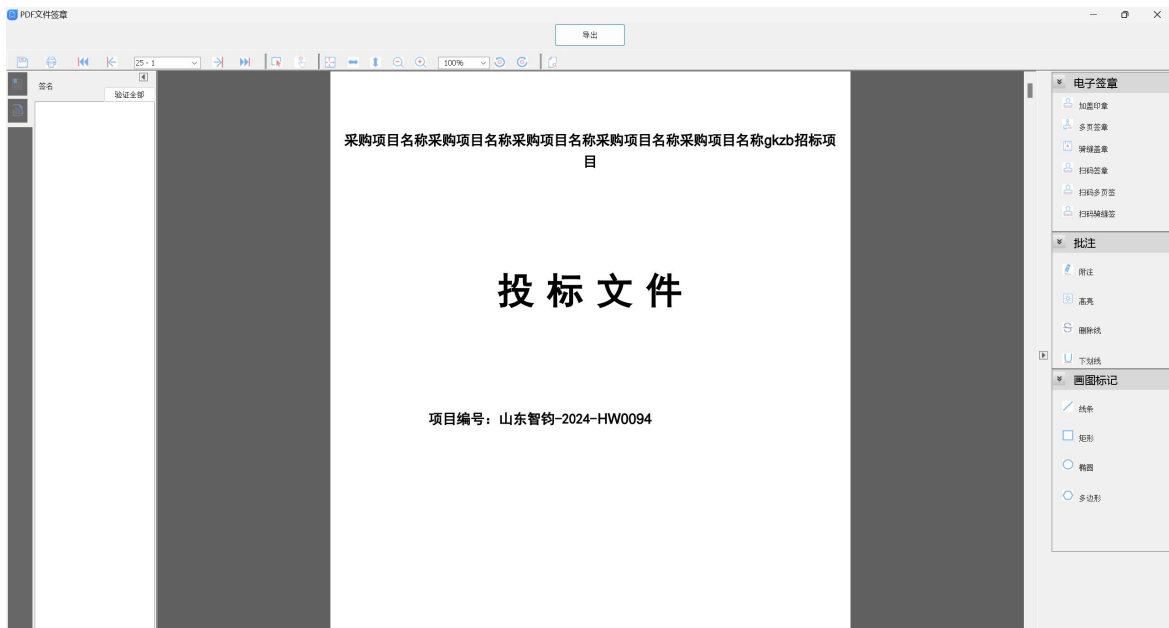 PDF文件签章
导出
25 - 1
100%
签名
验证全部
采购项目名称采购项目名称采购项目名称采购项目名称采购项目名称gkzb招标项
目
投标文件
项目编号：山东智钧-2024-HW0094
电子签章
加盖印章
多页签章
骑缝盖章
扫码签章
扫码多页签
扫码骑缝签
批注
附注
高亮
删除线
下划线
画图标记
线条
矩形
椭圆
多边形